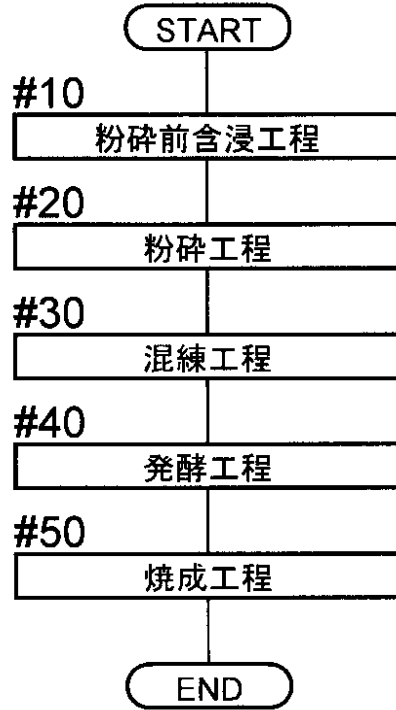 START
#10
粉砕前含浸工程
#20
粉砕工程
#30
混練工程
#40
発酵工程
#50
焼成工程
END